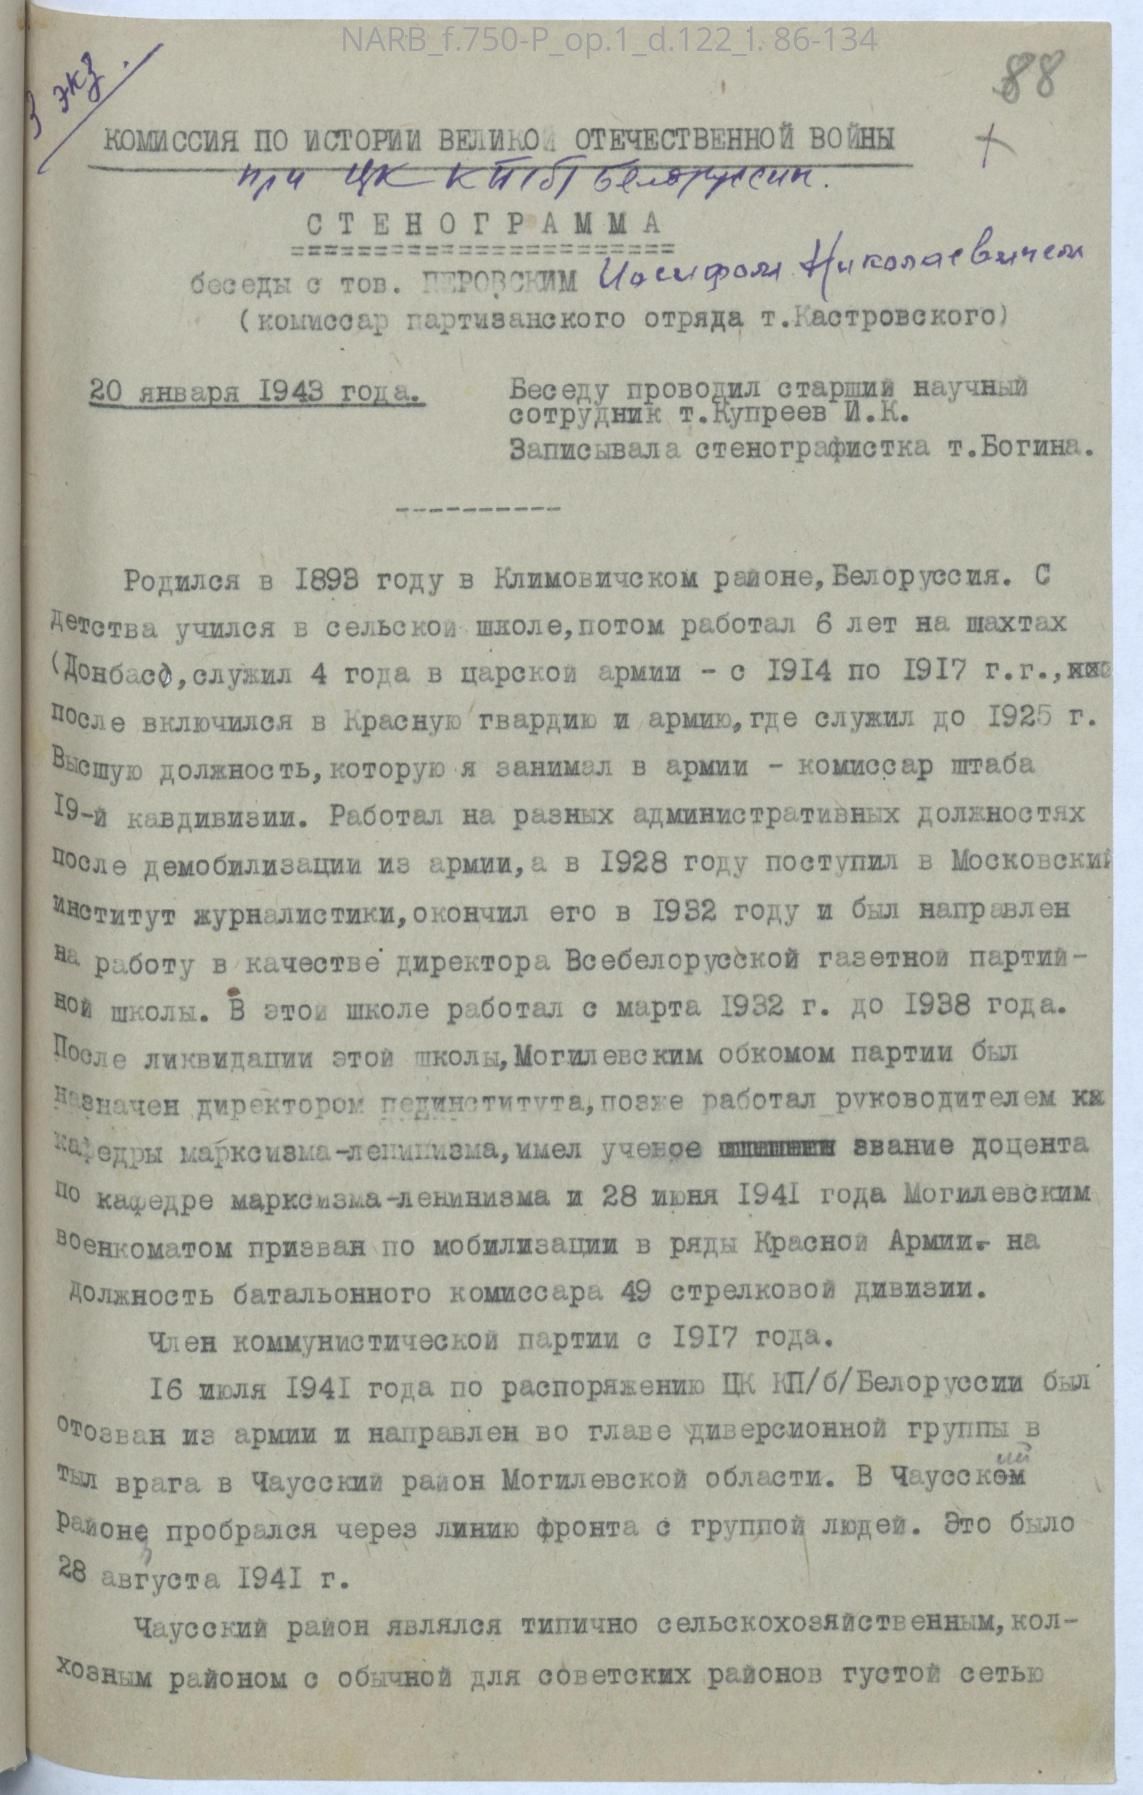 NARB_f.750-P_op.1_d.122_l. 86-134
3 экз.
88
КОМИССИЯ ПО ИСТОРИИ ВЕЛИКОЙ ОТЕЧЕСТВЕННОЙ ВОЙНЫ
при ЦК КП(б) Белоруссии.
СТЕНОГРАММА
======================
беседы с тов. ПЕРОВСКИМ Иосифом Николаевичем
(комиссар партизанского отряда т.Кастровского)
20 января 1943 года.
Беседу проводил старший научный
сотрудник т.Купреев И.К.
Записывала стенографистка т.Богина.
----------
Родился в 1893 году в Климовичском районе,Белоруссия. С
детства учился в сельской школе,потом работал 6 лет на шахтах
(Донбасс),служил 4 года в царской армии - с 1914 по 1917 г.г.,
после включился в Красную гвардию и армию,где служил до 1925 г.
Высшую должность,которую я занимал в армии - комиссар штаба
19-й кавдивизии. Работал на разных административных должностях
после демобилизации из армии,а в 1928 году поступил в Московский
институт журналистики,окончил его в 1932 году и был направлен
на работу в качестве директора Всебелорусской газетной партий-
ной школы. В этой школе работал с марта 1932 г. до 1938 года.
После ликвидации этой школы,Могилевским обкомом партии был
назначен директором пединститута,позже работал руководителем ка
кафедры марксизма-ленинизма,имел ученое звание доцента
по кафедре марксизма-ленинизма и 28 июня 1941 года Могилевским
военкоматом призван по мобилизации в ряды Красной Армии. на
должность батальонного комиссара 49 стрелковой дивизии.
Член коммунистической партии с 1917 года.
16 июля 1941 года по распоряжению ЦК КП/б/Белоруссии был
отозван из армии и направлен во главе диверсионной группы в
тыл врага в Чаусский район Могилевской области. В Чаусском
ий
районе пробрался через линию фронта с группой людей. Это было
28 августа 1941 г.
Чаусский район являлся типично сельскохозяйственным,кол-
хозным районом с обычной для советских районов густой сетью